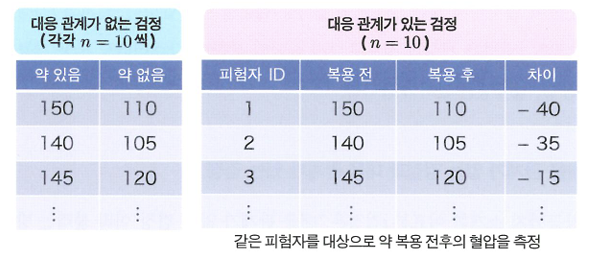 대응 관계가 없는 검정
(각각 n = 10씩)
약 있음 약 없음
150 110
140 105
145 120
⋮ ⋮
대응 관계가 있는 검정
(n = 10)
피험자 ID 복용 전 복용 후 차이
1 150 110 – 40
2 140 105 – 35
3 145 120 – 15
⋮ ⋮ ⋮ ⋮
같은 피험자를 대상으로 약 복용 전후의 혈압을 측정